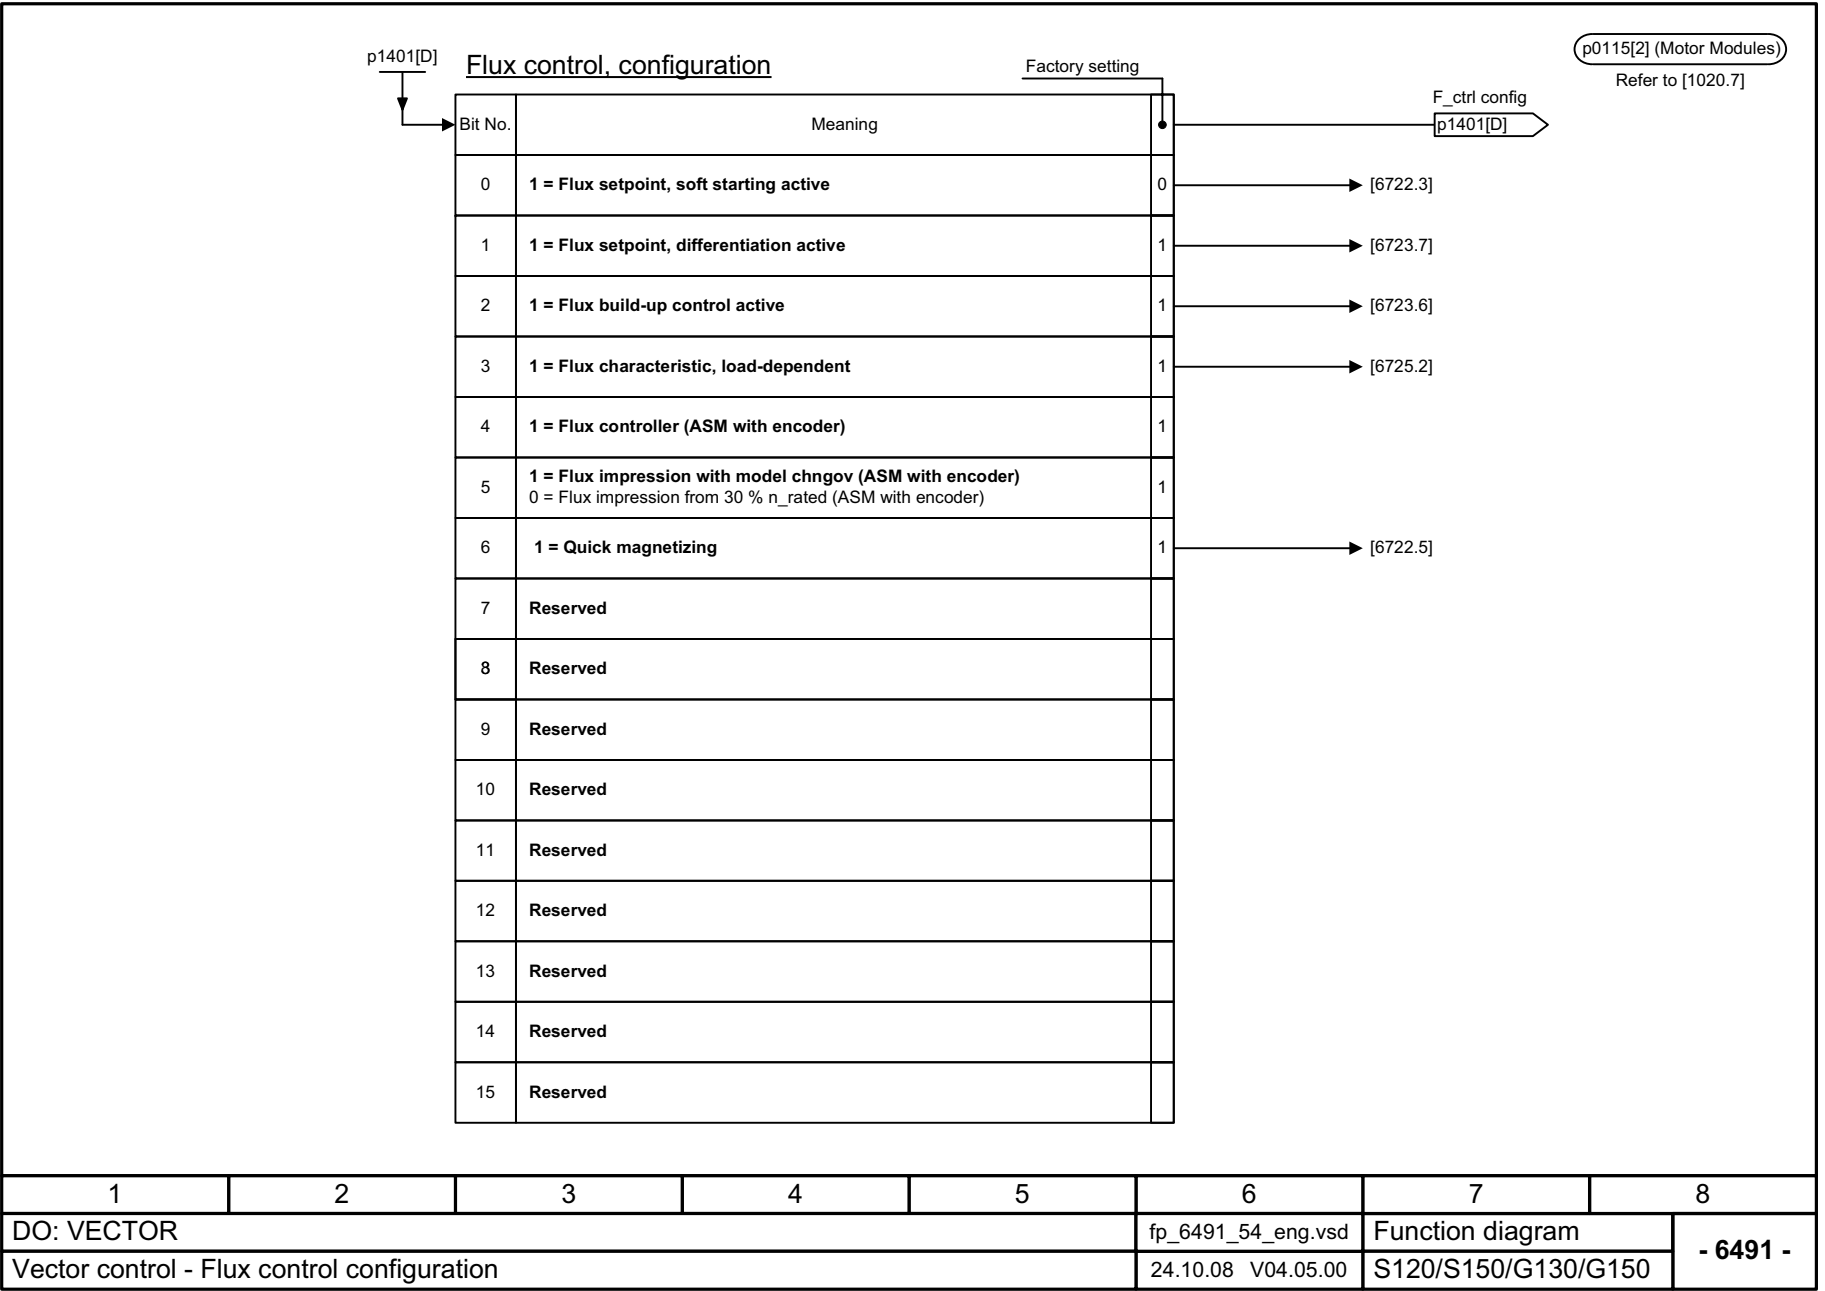 p1401[D]
Flux control, configuration
Factory setting
p0115[2] (Motor Modules)
Refer to [1020.7]
F_ctrl config
p1401[D]
Bit No. Meaning
0 1 = Flux setpoint, soft starting active 0 [6722.3]
1 1 = Flux setpoint, differentiation active 1 [6723.7]
2 1 = Flux build-up control active 1 [6723.6]
3 1 = Flux characteristic, load-dependent 1 [6725.2]
4 1 = Flux controller (ASM with encoder) 1
5 1 = Flux impression with model chngov (ASM with encoder) 1
0 = Flux impression from 30 % n_rated (ASM with encoder)
6 1 = Quick magnetizing 1 [6722.5]
7 Reserved
8 Reserved
9 Reserved
10 Reserved
11 Reserved
12 Reserved
13 Reserved
14 Reserved
15 Reserved
1 2 3 4 5 6 7 8
DO: VECTOR fp_6491_54_eng.vsd Function diagram
- 6491 -
Vector control - Flux control configuration 24.10.08 V04.05.00 S120/S150/G130/G150